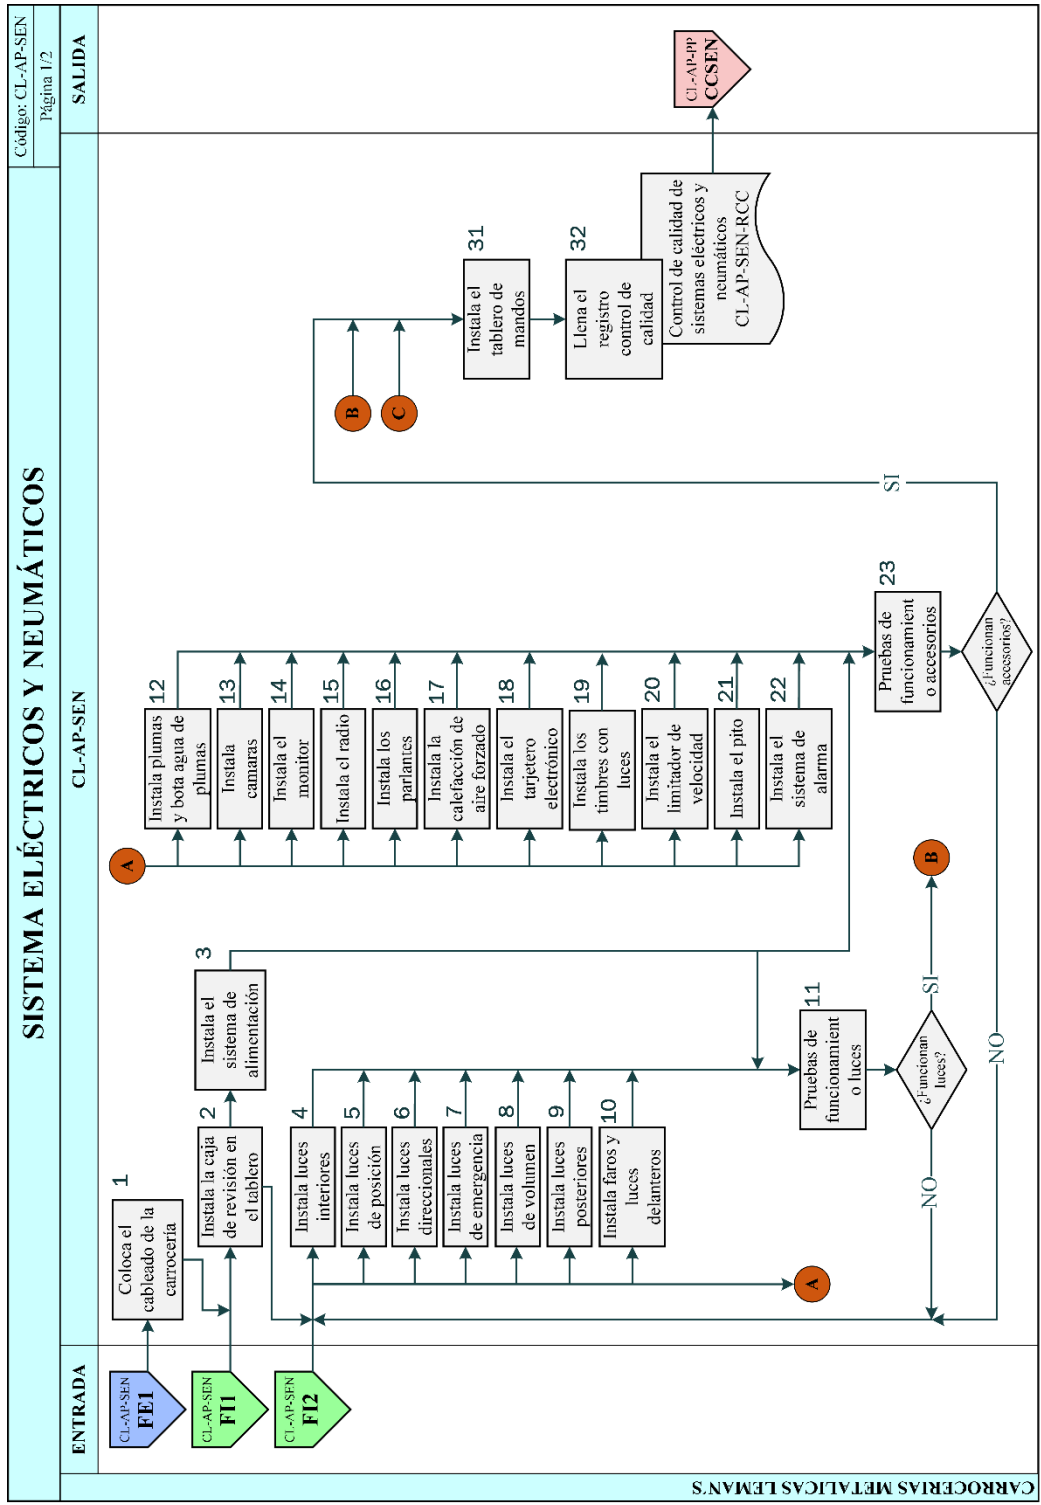 SISTEMA ELÉCTRICOS Y NEUMÁTICOS
Código: CL-AP-SEN
Página 1/2
ENTRADA
CL-AP-SEN
SALIDA
CARROCERIAS METALICAS LEMAN'S
CL-AP-SEN
FE1
CL-AP-SEN
FI1
CL-AP-SEN
FI2
1
Coloca el
cableado de la
carrocería
2
Instala la caja
de revisión en
el tablero
3
Instala el
sistema de
alimentación
4
Instala luces
interiores
5
Instala luces
de posición
6
Instala luces
direccionales
7
Instala luces
de emergencia
8
Instala luces
de volumen
9
Instala luces
posteriores
10
Instala faros y
luces
delanteros
A
11
Pruebas de
funcionamient
o luces
¿Funcionan
luces?
NO
SI
B
A
12
Instala plumas
y bota agua de
plumas
13
Instala
camaras
14
Instala el
monitor
15
Instala el radio
16
Instala los
parlantes
17
Instala la
calefacción de
aire forzado
18
Instala el
tarjetero
electrónico
19
Instala los
timbres con
luces
20
Instala el
limitador de
velocidad
21
Instala el pito
22
Instala el
sistema de
alarma
23
Pruebas de
funcionamient
o accesorios
¿Funcionan
accesorios?
NO
SI
B
C
31
Instala el
tablero de
mandos
32
Llena el
registro
control de
calidad
Control de calidad de
sistemas eléctricos y
neumáticos
CL-AP-SEN-RCC
CL-AP-PP
CCSEN